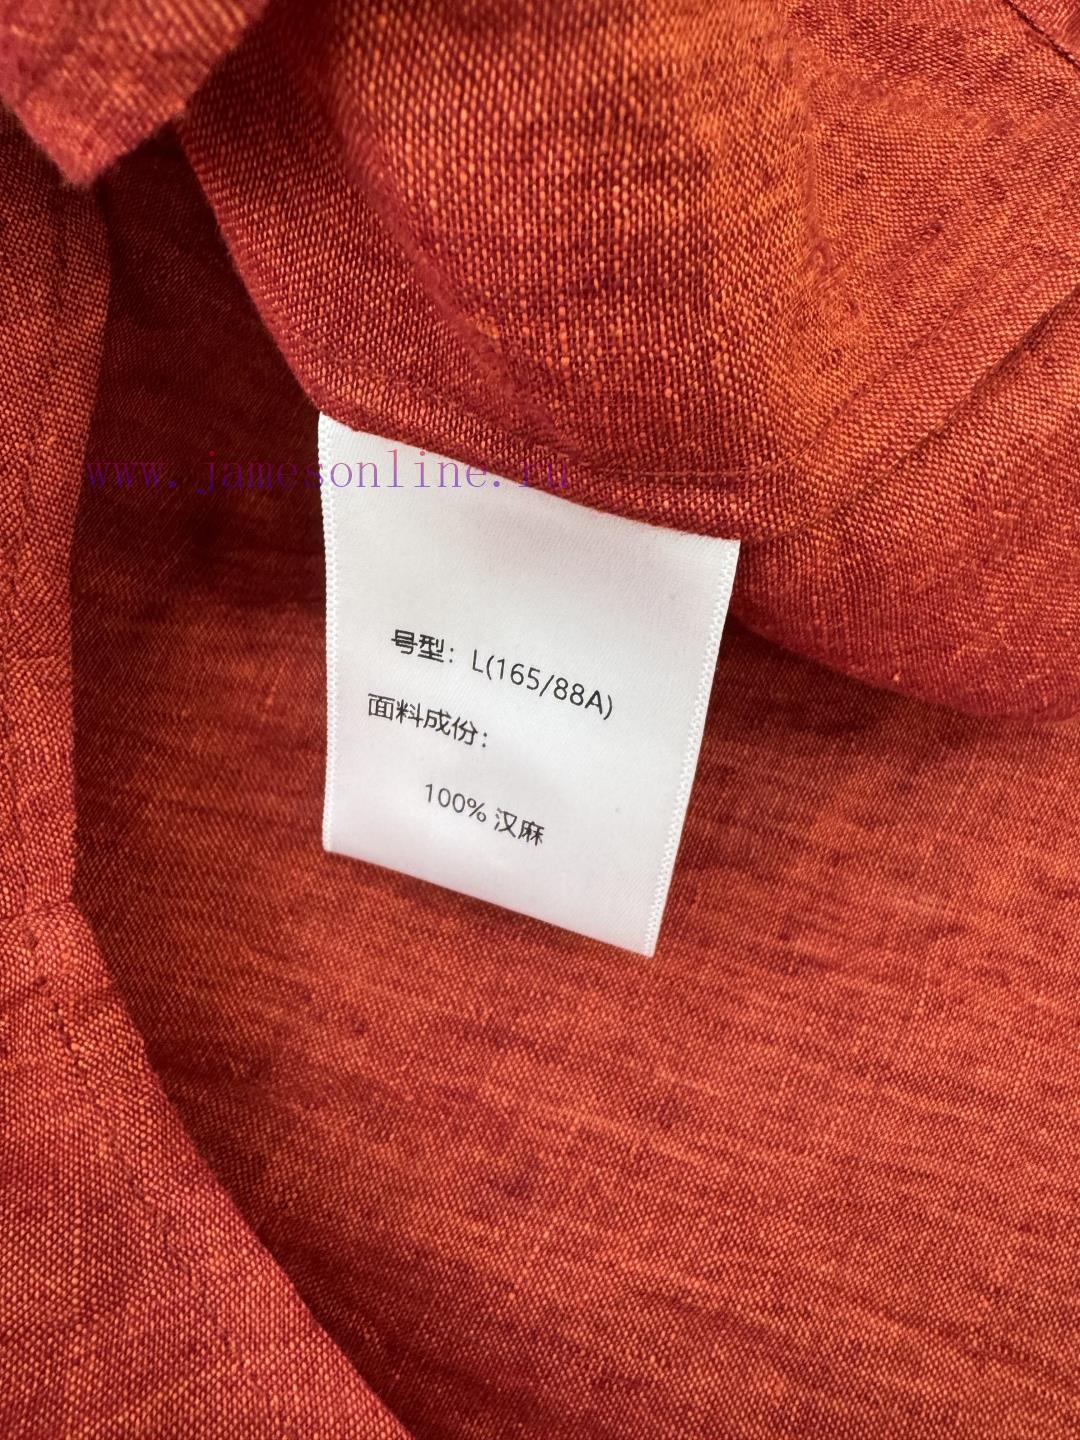 www.jamesonline.ru
号型：L(165/88A)
面料成份：
100% 汉麻